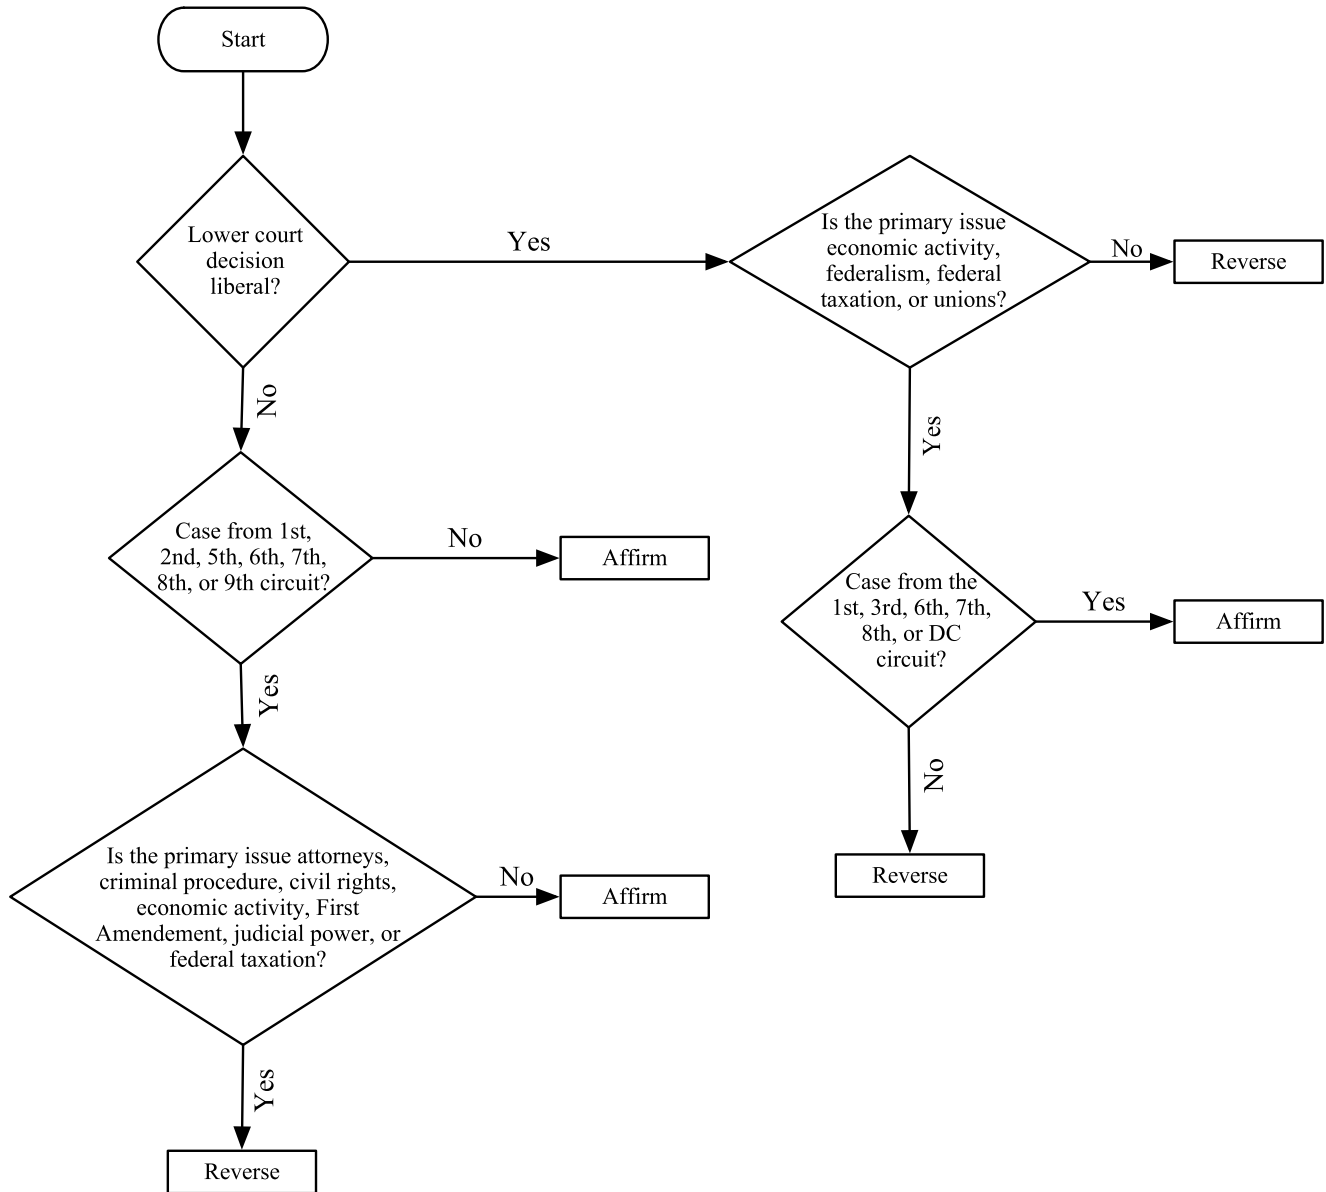 Start
Lower court
decision
liberal?
Yes
Is the primary issue
economic activity,
federalism, federal
taxation, or unions?
No
Reverse
No
Yes
Case from 1st,
2nd, 5th, 6th, 7th,
8th, or 9th circuit?
No
Affirm
Case from the
1st, 3rd, 6th, 7th,
8th, or DC
circuit?
Yes
Affirm
Yes
No
Is the primary issue attorneys,
criminal procedure, civil rights,
economic activity, First
Amendement, judicial power, or
federal taxation?
No
Affirm
Reverse
Yes
Reverse